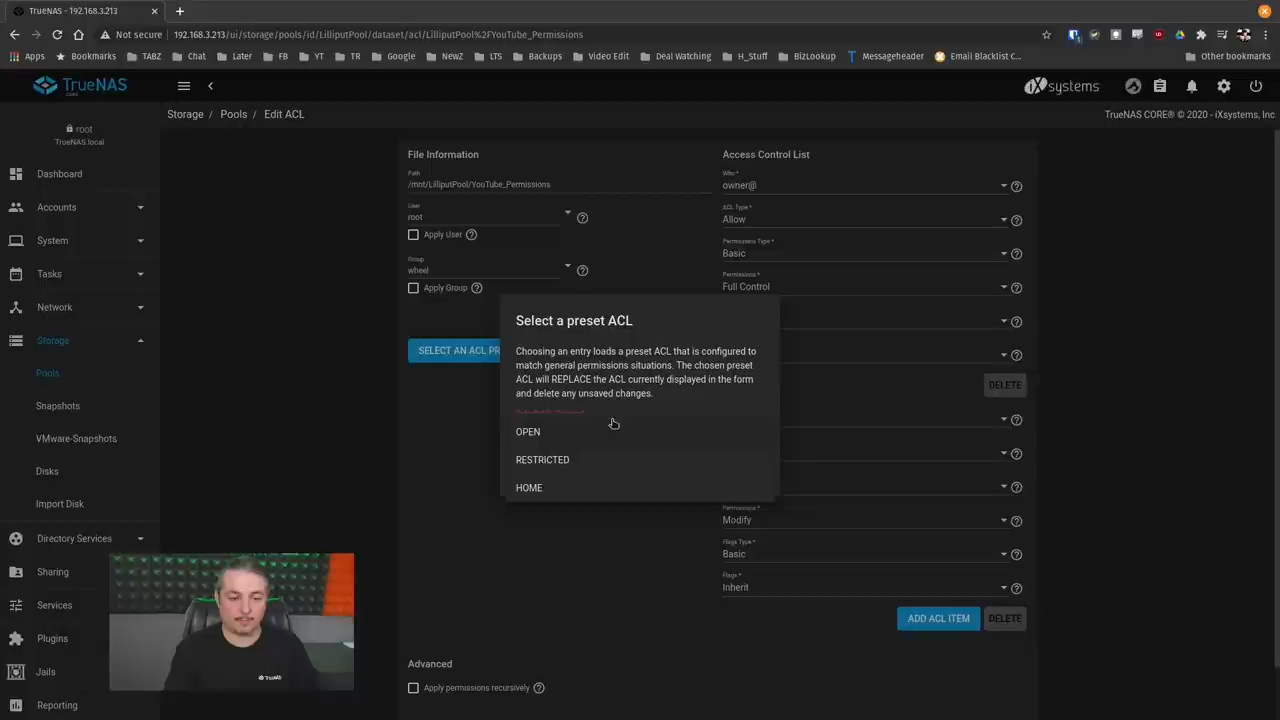 TrueNAS - 192.168.3.213
Not secure
192.168.3.213/ui/storage/pools/id/LilliputPool/dataset/acl/LilliputPool%2FYouTube_Permissions
Apps
Bookmarks
TABZ
Chat
Later
FB
YT
TR
Google
NewZ
LTS
Backups
Video Edit
Deal Watching
H_Stuff
BizLookup
Messageheader
Email Blacklist C...
Other bookmarks
TrueNAS
CORE
iXsystems
Storage / Pools / Edit ACL
TrueNAS CORE® © 2020 - iXsystems, Inc.
root
TrueNAS.local
Dashboard
Accounts
System
Tasks
Network
Storage
Pools
Snapshots
VMware-Snapshots
Disks
Import Disk
Directory Services
Sharing
Services
Plugins
Jails
Reporting
File Information
Path
/mnt/LilliputPool/YouTube_Permissions
User
root
Apply User
Group
wheel
Apply Group
SELECT AN ACL PR
Access Control List
Who *
owner@
ACL Type *
Allow
Permissions Type *
Basic
Permissions *
Full Control
DELETE
Select a preset ACL
Choosing an entry loads a preset ACL that is configured to
match general permissions situations. The chosen preset
ACL will REPLACE the ACL currently displayed in the form
and delete any unsaved changes.
OPEN
RESTRICTED
HOME
Permissions *
Modify
Flags Type *
Basic
Flags *
Inherit
ADD ACL ITEM
DELETE
Advanced
Apply permissions recursively
TrueNAS